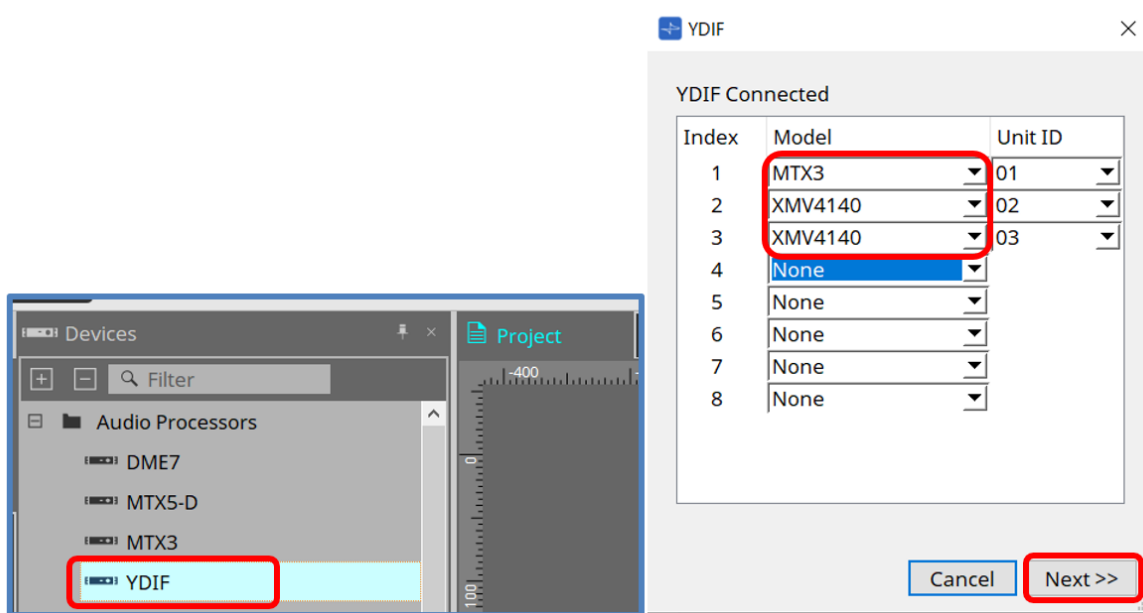 Devices
Filter
Audio Processors
DME7
MTX5-D
MTX3
YDIF
Project
-400
0
100
YDIF
YDIF Connected
Index Model Unit ID
1 MTX3 01
2 XMV4140 02
3 XMV4140 03
4 None
5 None
6 None
7 None
8 None
Cancel Next >>